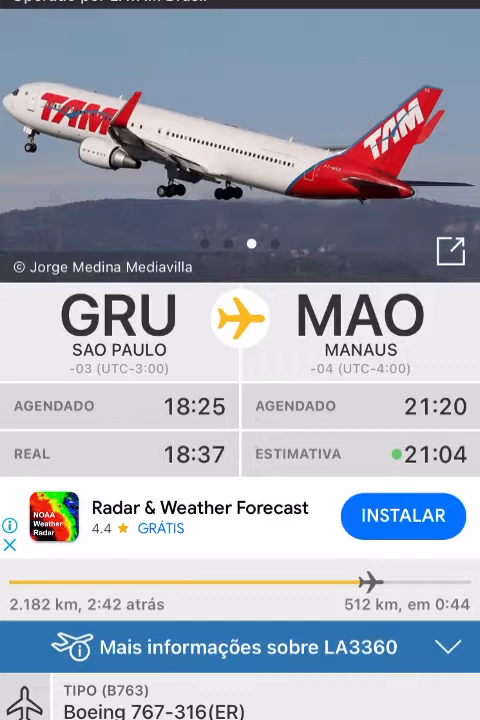 TAM
TAM
© Jorge Medina Mediavilla
GRU
MAO
SAO PAULO
MANAUS
-03 (UTC-3:00)
-04 (UTC-4:00)
AGENDADO 18:25
AGENDADO 21:20
REAL 18:37
ESTIMATIVA 21:04
NOAA
Weather
Radar
Radar & Weather Forecast
4.4 ★ GRÁTIS
INSTALAR
2.182 km, 2:42 atrás
512 km, em 0:44
Mais informações sobre LA3360
TIPO (B763)
Boeing 767-316(ER)